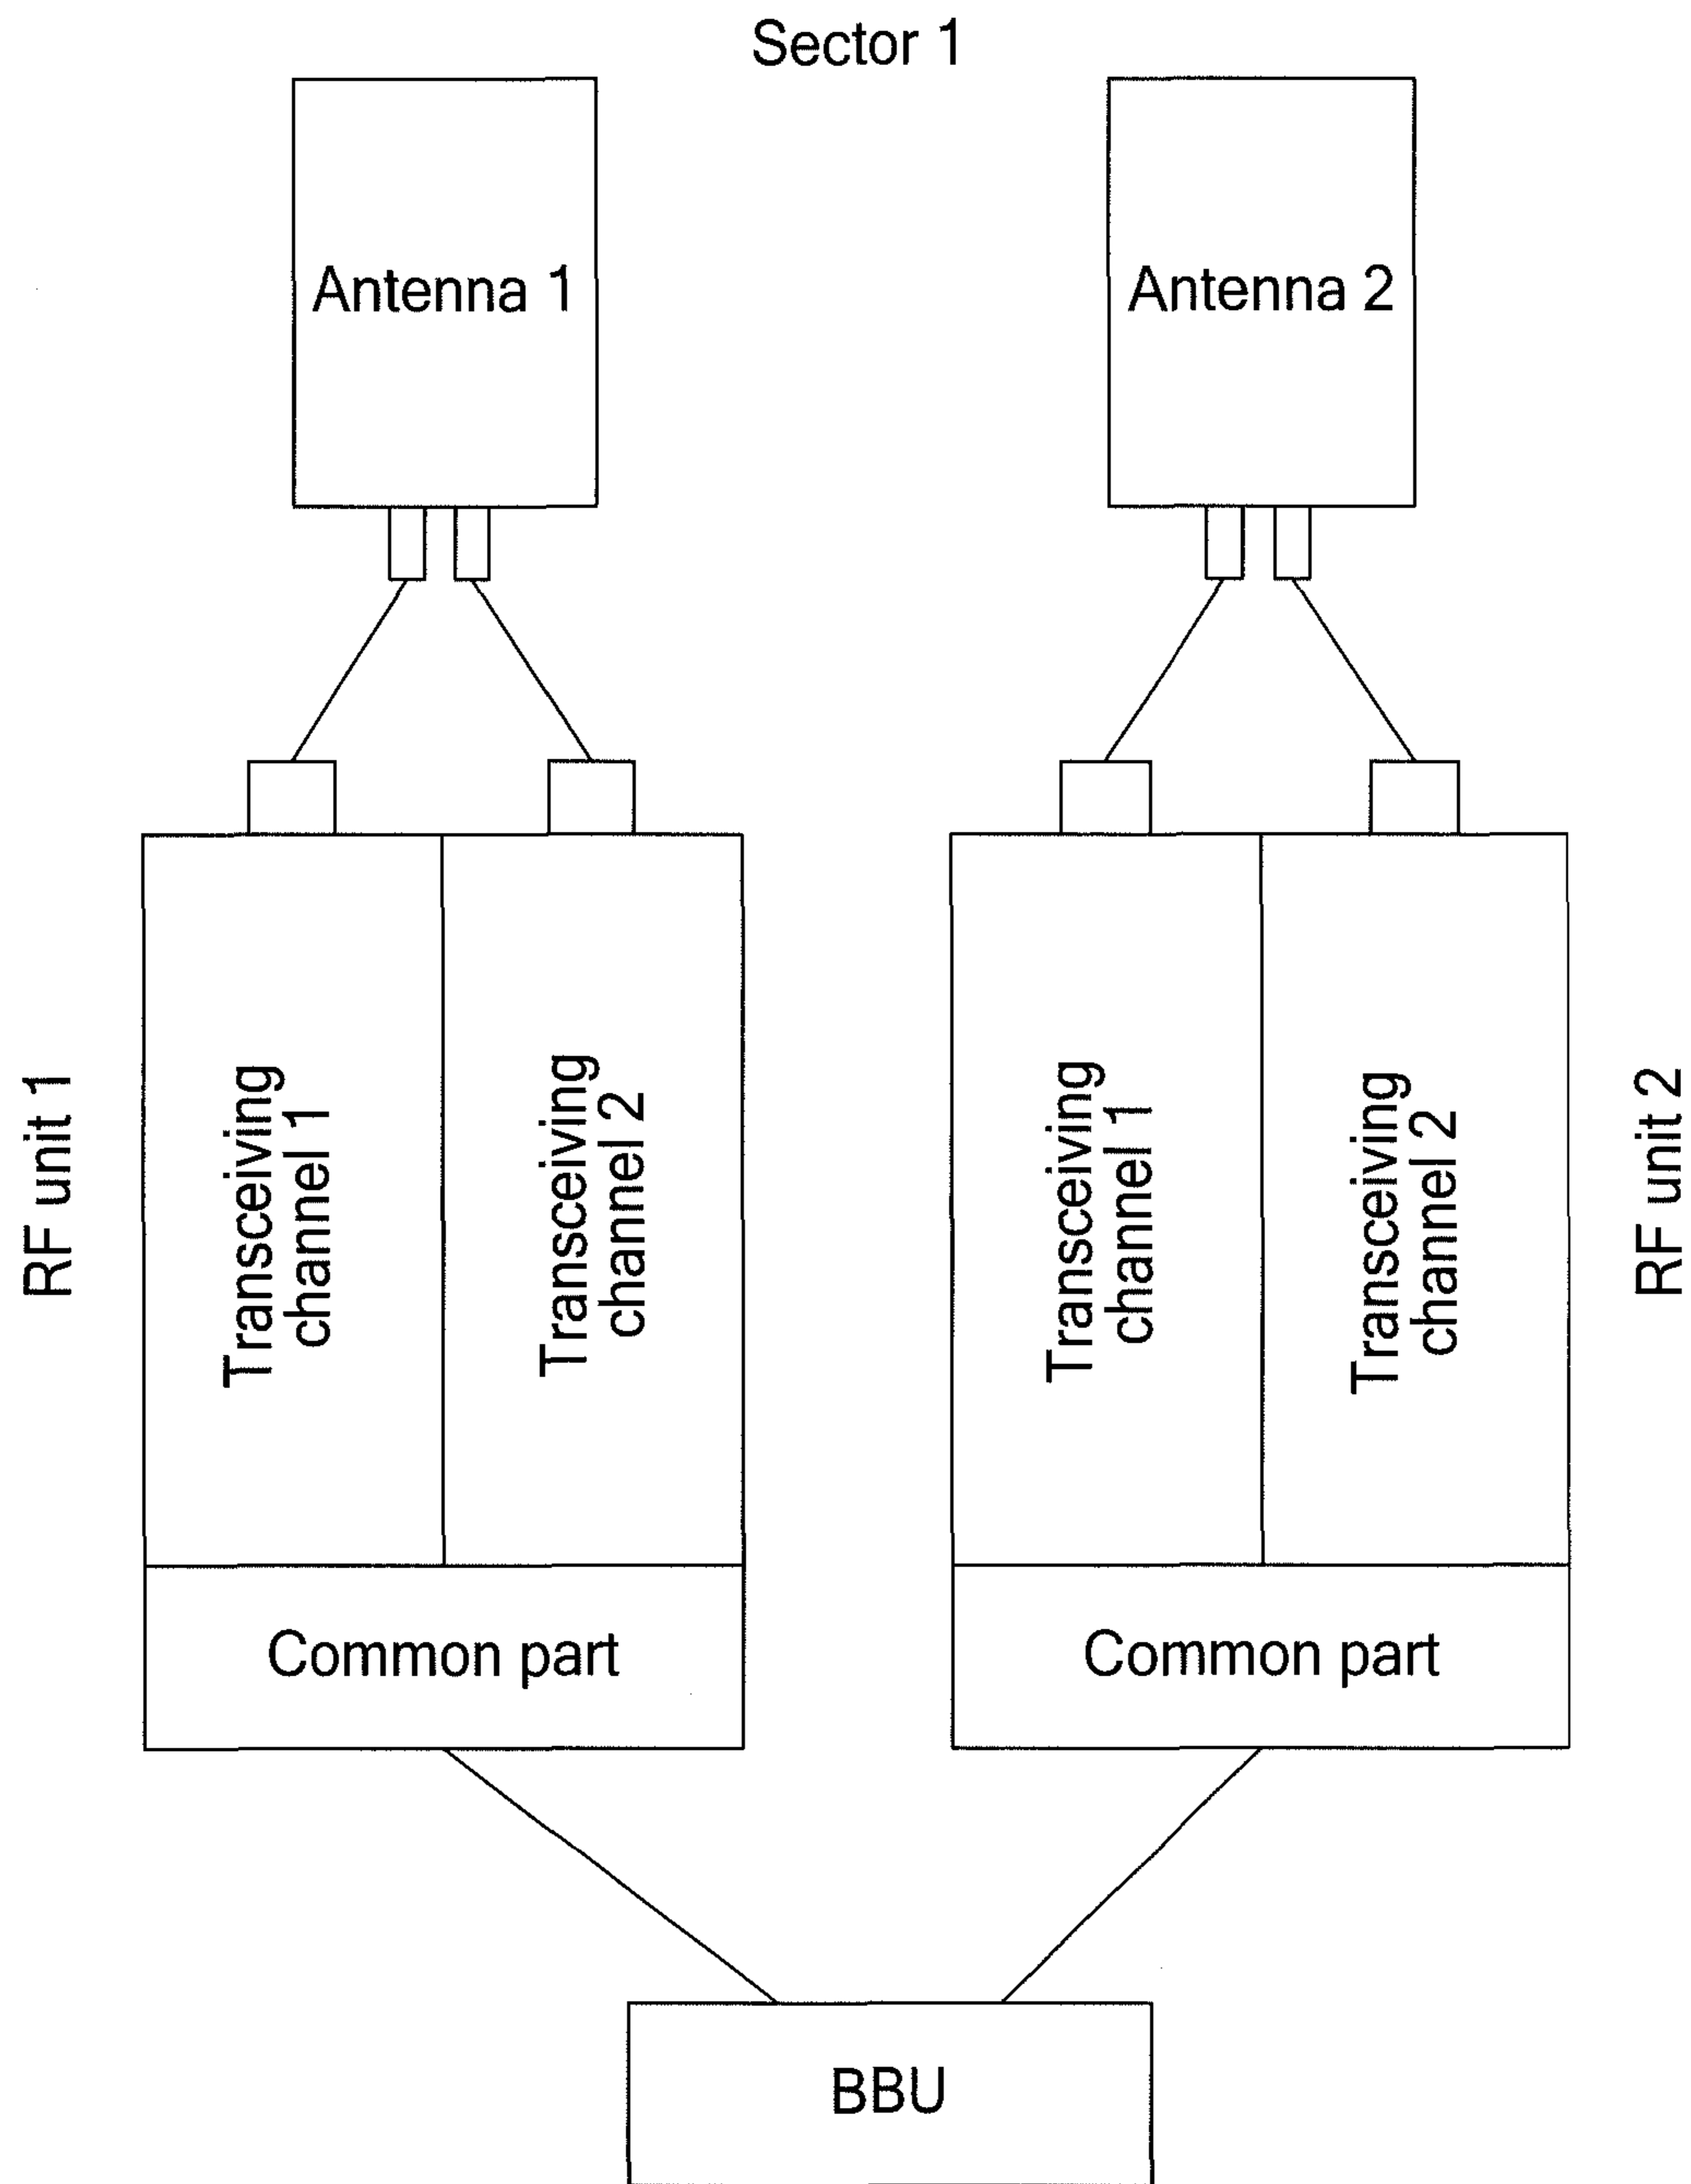 Sector 1
Antenna 1
Antenna 2
RF unit 1
Transceiving
channel 1
Transceiving
channel 2
Transceiving
channel 1
Transceiving
channel 2
RF unit 2
Common part
Common part
BBU